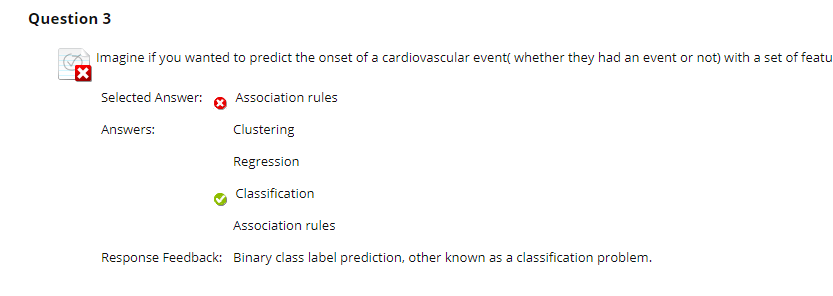 Question 3
Imagine if you wanted to predict the onset of a cardiovascular event( whether they had an event or not) with a set of featu
Selected Answer: Association rules
Answers: Clustering
Regression
Classification
Association rules
Response Feedback: Binary class label prediction, other known as a classification problem.